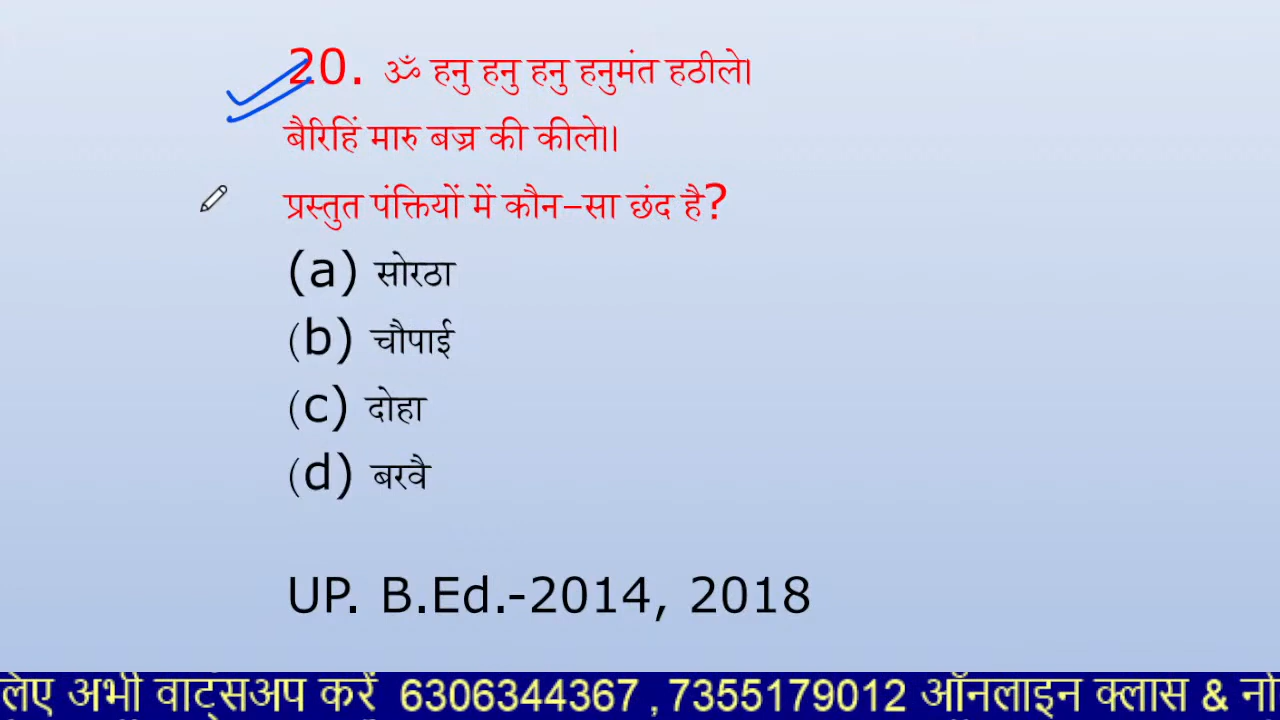 20. ॐ हनु हनु हनु हनुमंत हठीले।
बैरिहिं मारु बज्र की कीले।।
प्रस्तुत पंक्तियों में कौन-सा छंद है?
(a) सोरठा
(b) चौपाई
(c) दोहा
(d) बरवै
UP. B.Ed.-2014, 2018
लिए अभी वाट्सअप करें 6306344367 ,7355179012 ऑनलाइन क्लास & नो